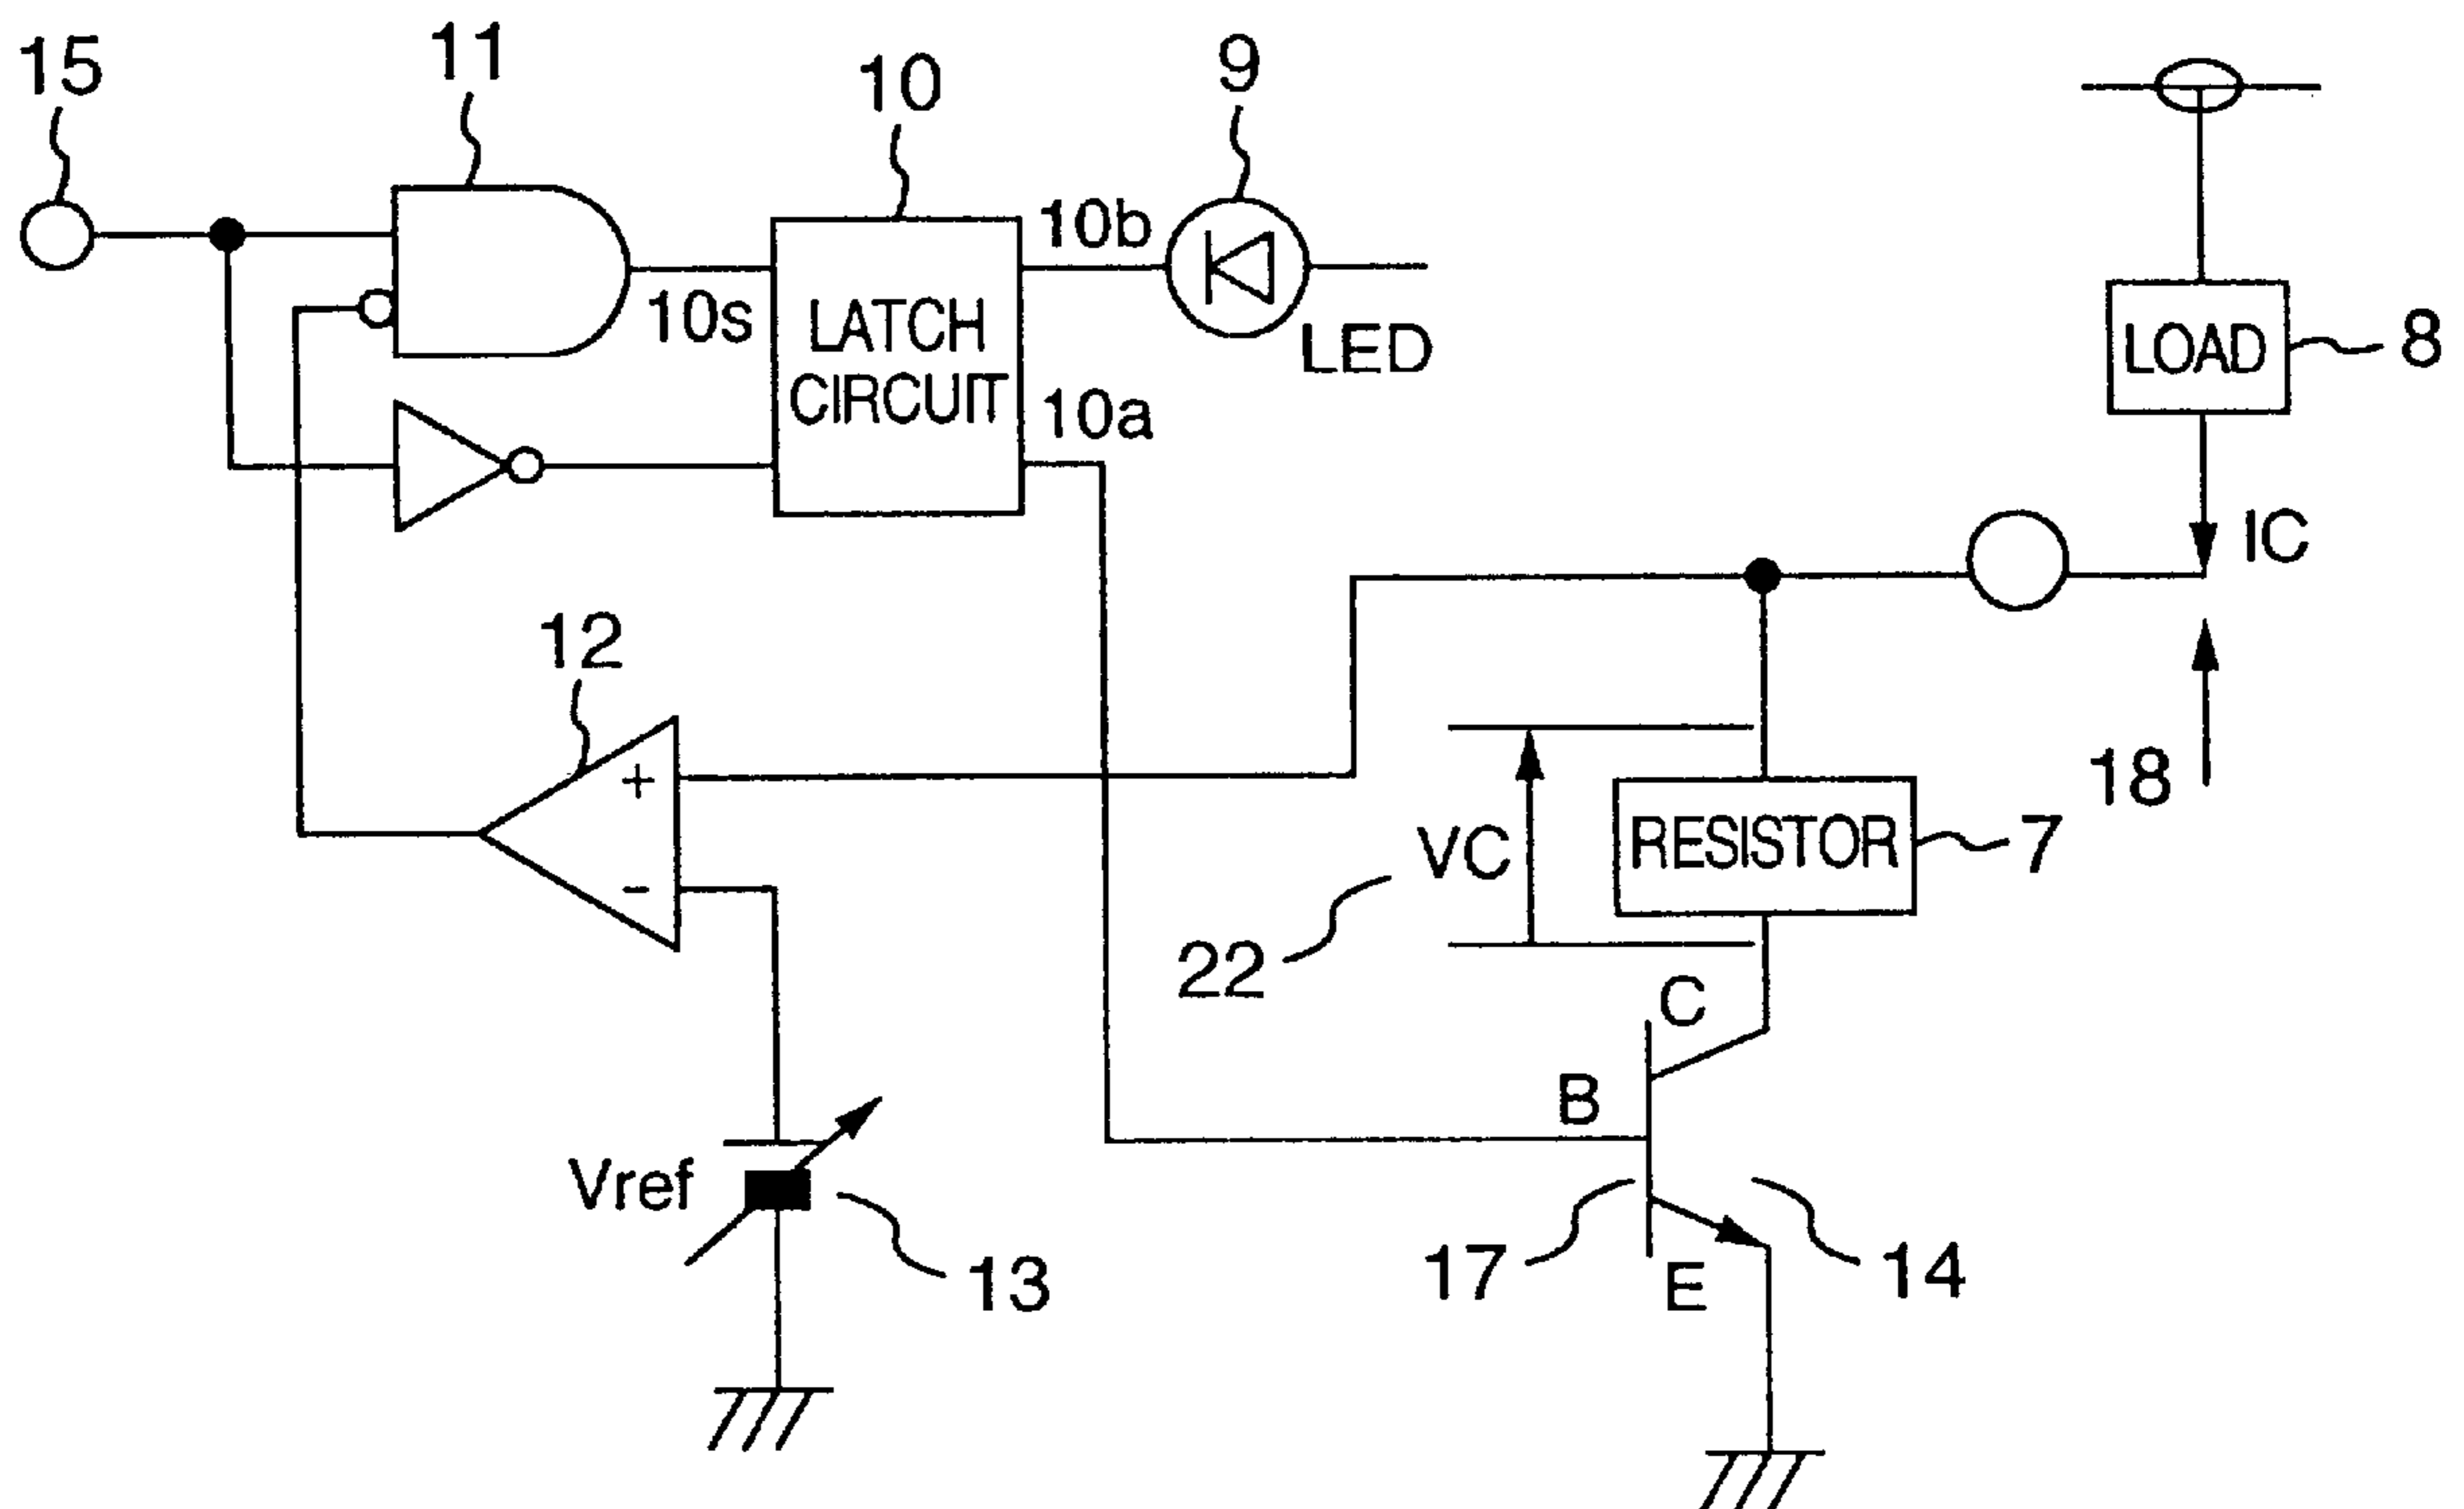 15
11
10
9
10b
10s
LATCH
CIRCUIT
LED
LOAD
8
10a
IC
12
+
18
VC
RESISTOR
7
-
22
C
B
Vref
13
17
E
14